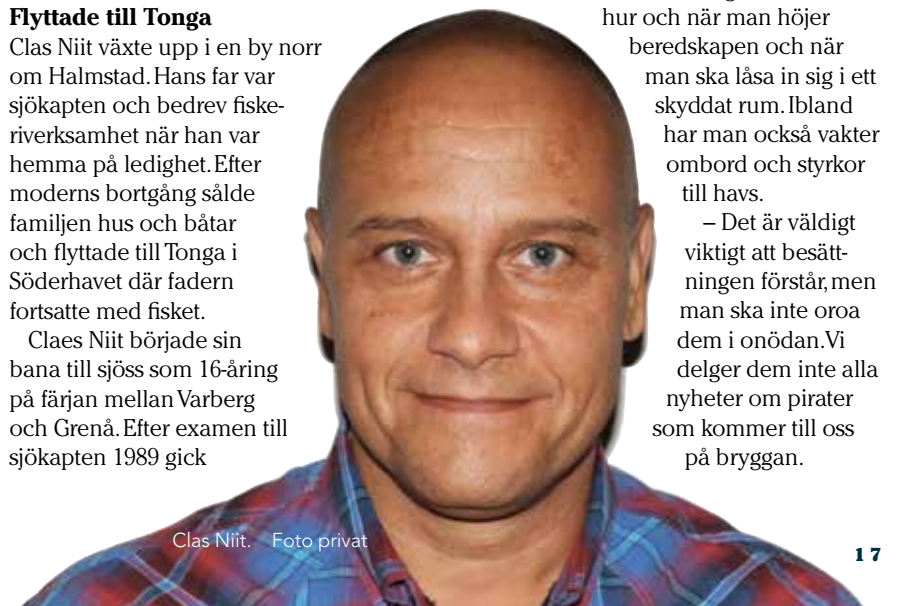 Flyttade till Tonga
Clas Niit växte upp i en by norr
om Halmstad. Hans far var
sjökapten och bedrev fiske-
riverksamhet när han var
hemma på ledighet. Efter
moderns bortgång sålde
familjen hus och båtar
och flyttade till Tonga i
Söderhavet där fadern
fortsatte med fisket.
Claes Niit började sin
bana till sjöss som 16-åring
på färjan mellan Varberg
och Grenå. Efter examen till
sjökapten 1989 gick
hur och när man höjer
beredskapen och när
man ska låsa in sig i ett
skyddat rum. Ibland
har man också vakter
ombord och styrkor
till havs.
– Det är väldigt
viktigt att besätt-
ningen förstår, men
man ska inte oroa
dem i onödan. Vi
delger dem inte alla
nyheter om pirater
som kommer till oss
på bryggan.
Clas Niit. Foto privat
17